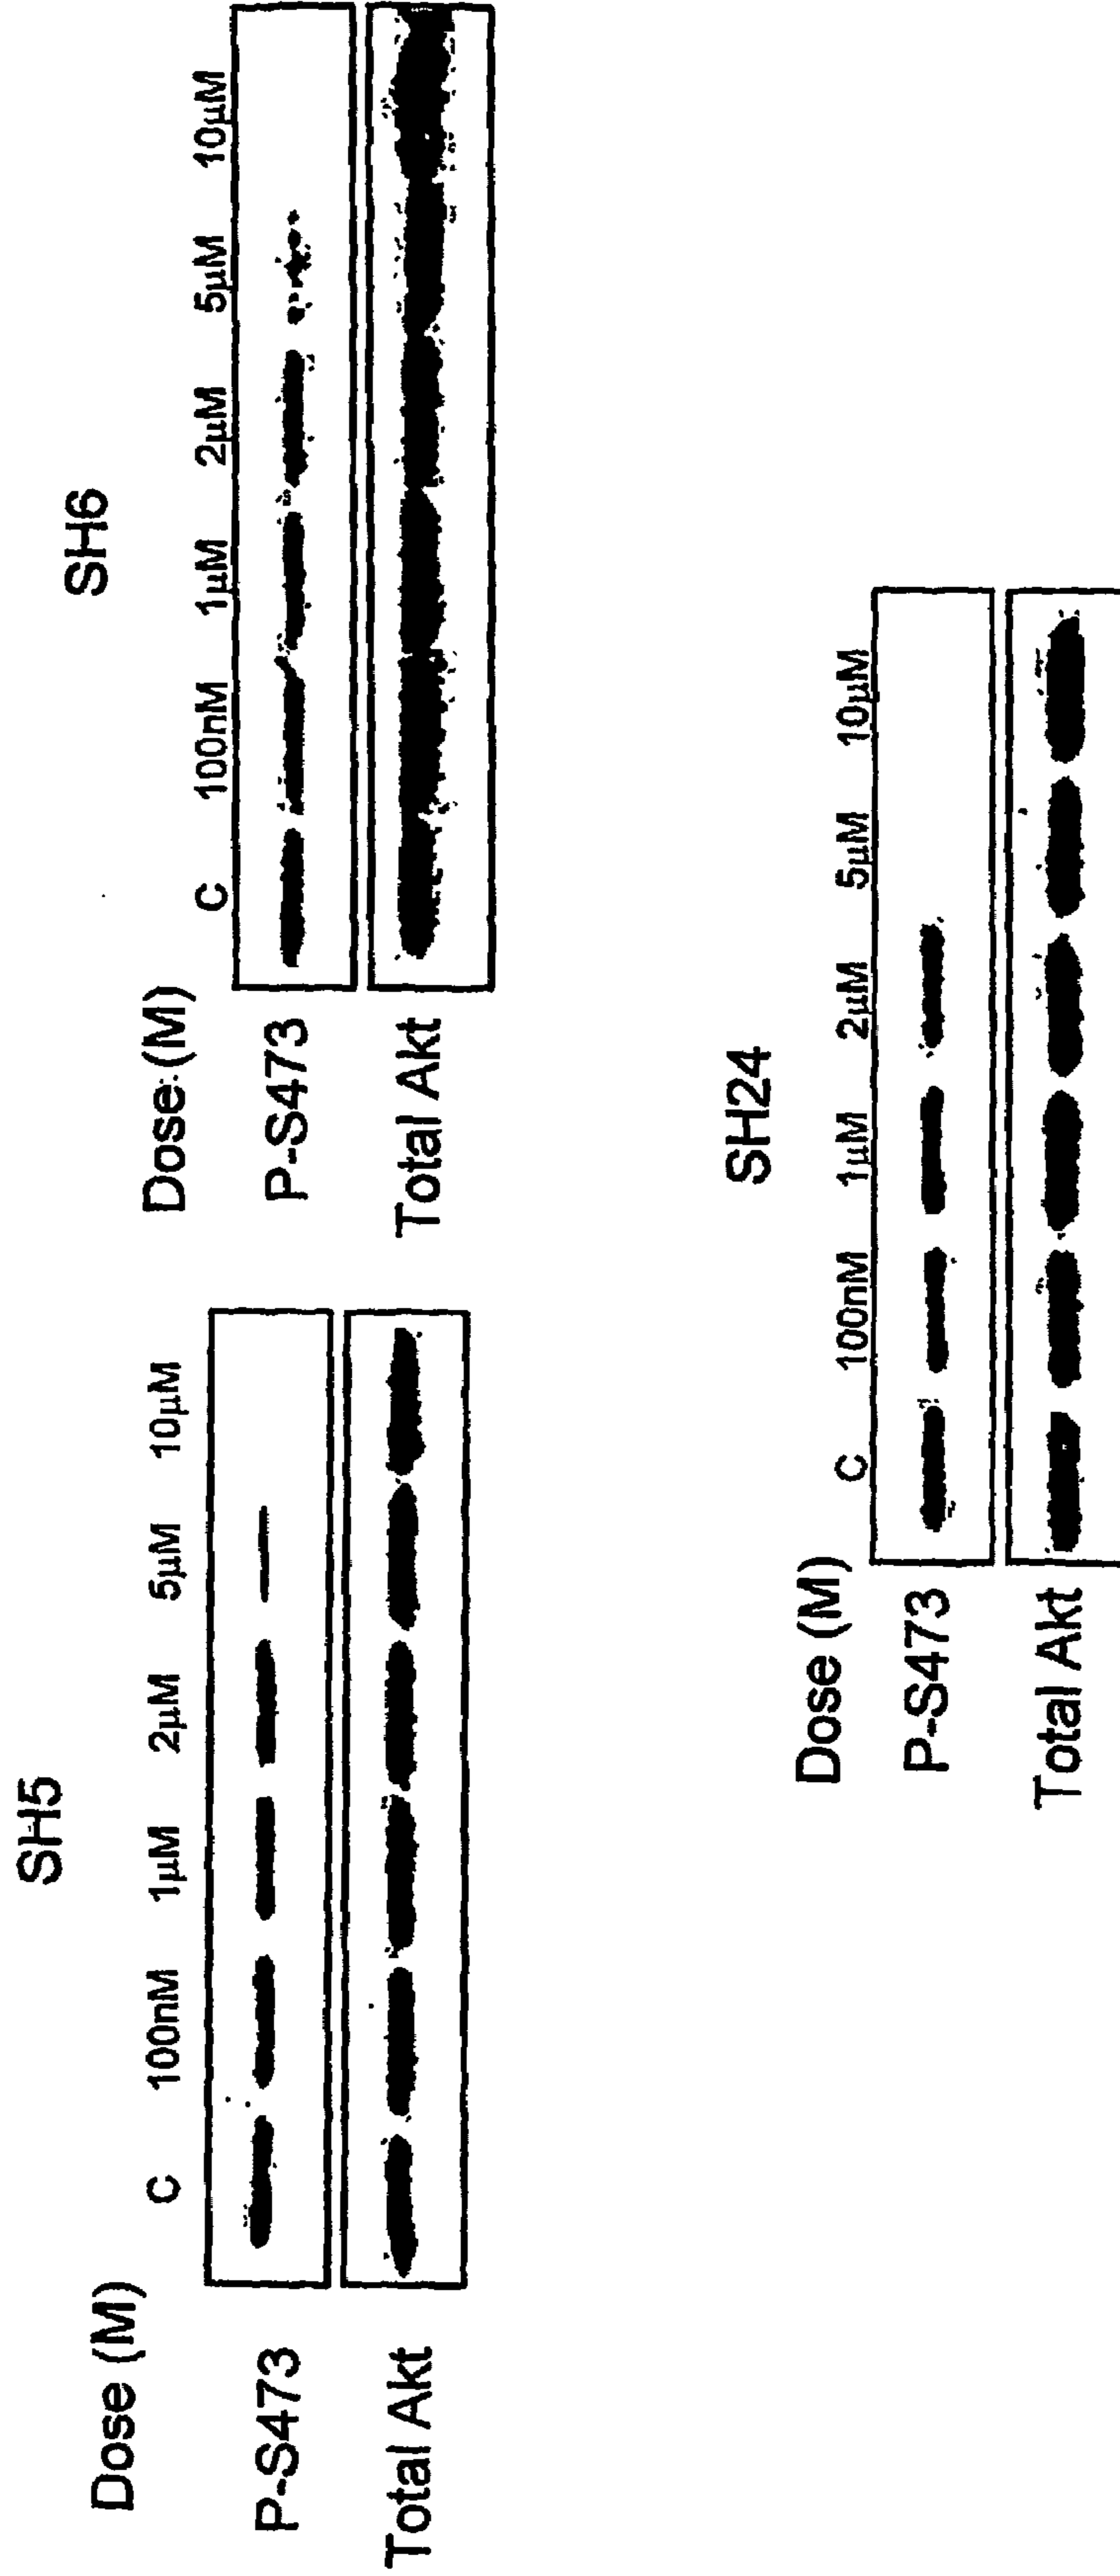 SH5
Dose (M) C 100nM 1µM 2µM 5µM 10µM
P-S473
Total Akt
SH6
Dose: (M) C 100nM 1µM 2µM 5µM 10µM
P-S473
Total Akt
SH24
Dose (M) C 100nM 1µM 2µM 5µM 10µM
P-S473
Total Akt